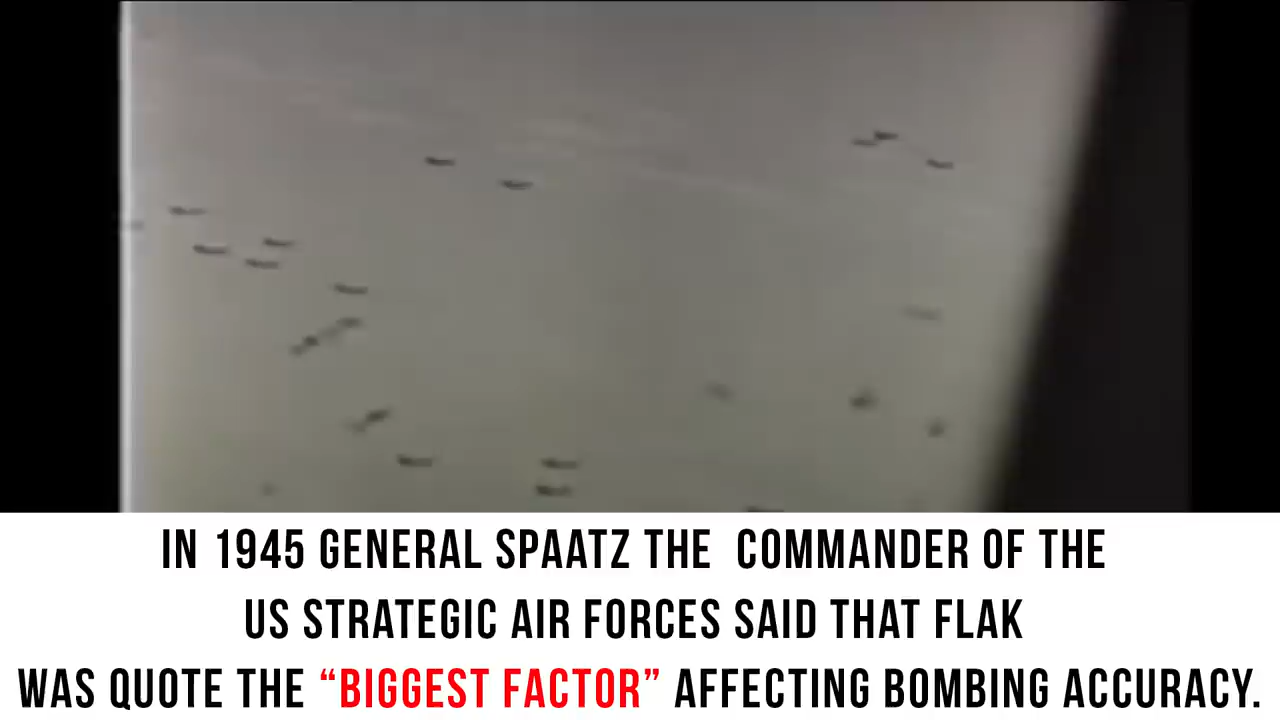 IN 1945 GENERAL SPAATZ THE COMMANDER OF THE
US STRATEGIC AIR FORCES SAID THAT FLAK
WAS QUOTE THE “BIGGEST FACTOR” AFFECTING BOMBING ACCURACY.